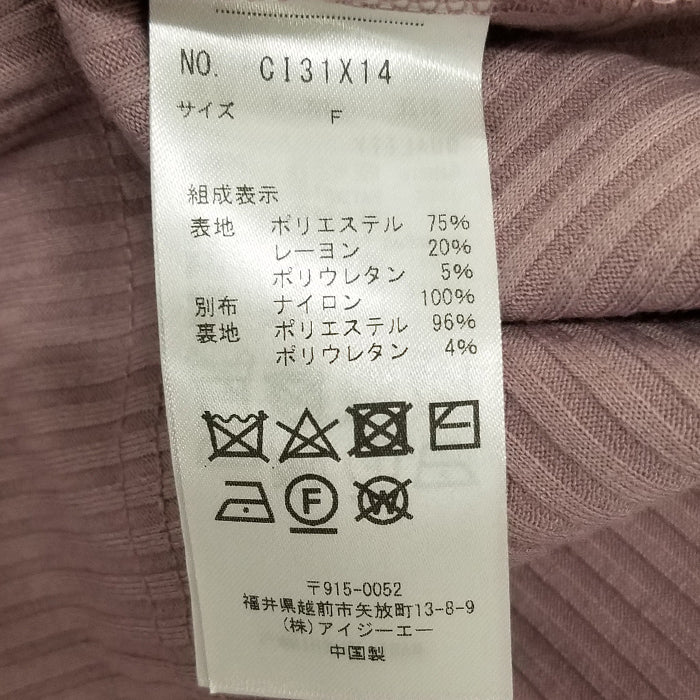 NO. CI31X14
サイズ F
組成表示
表地 ポリエステル 75%
レーヨン 20%
ポリウレタン 5%
別布 ナイロン 100%
裏地 ポリエステル 96%
ポリウレタン 4%
F W
〒915-0052
福井県越前市矢放町13-8-9
(株)アイジーエー
中国製